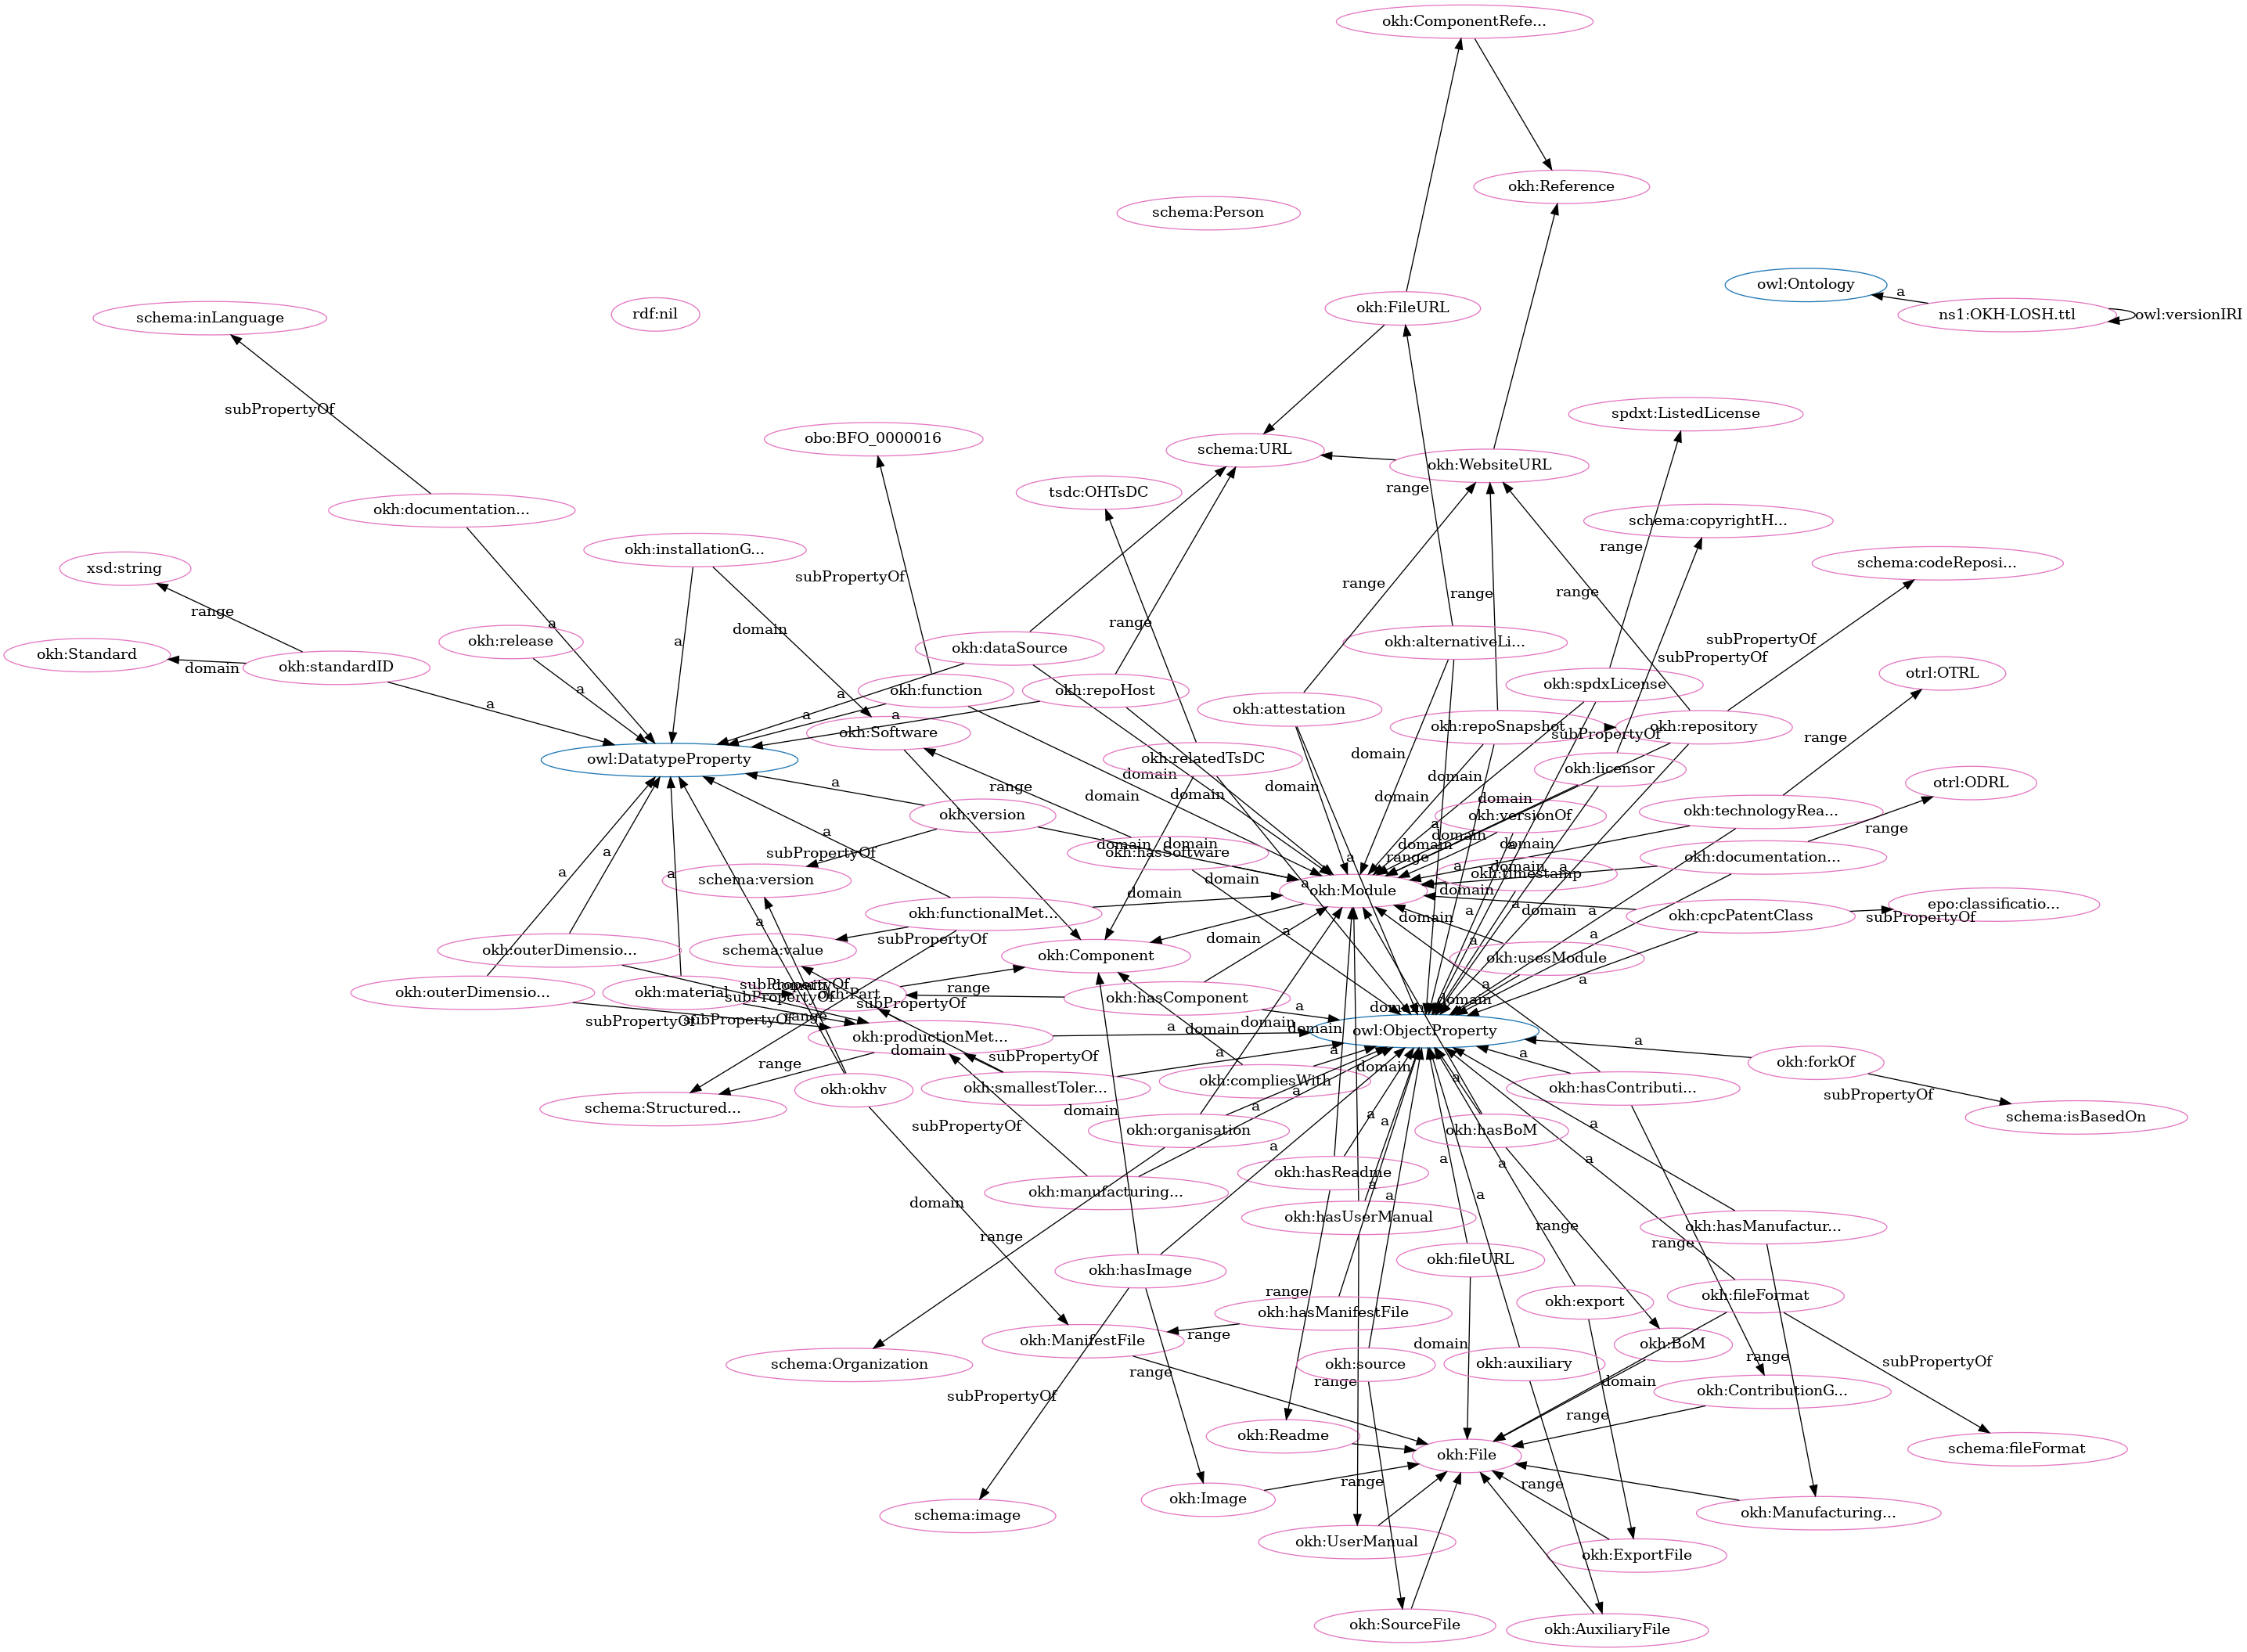 okh:ComponentRefe...
okh:Reference
schema:Person
owl:Ontology
a
ns1:OKH-LOSH.ttl
owl:versionIRI
okh:FileURL
rdf:nil
schema:inLanguage
subPropertyOf
spdxt:ListedLicense
obo:BFO_0000016
schema:URL
okh:WebsiteURL
range
tsdc:OHTsDC
okh:documentation...
schema:copyrightH...
range
okh:installationG...
schema:codeReposi...
xsd:string
subPropertyOf
range
range
range
range
range
a
domain
a
okh:release
okh:Standard
domain
okh:standardID
okh:dataSource
okh:alternativeLi...
subPropertyOf
subPropertyOf
otrl:OTRL
okh:function
okh:repoHost
okh:spdxLicense
a
a
a
a
a
okh:attestation
okh:repoSnapshot
okh:repository
okh:Software
subPropertyOf
range
owl:DatatypeProperty
okh:relatedTsDC
domain
okh:licensor
otrl:ODRL
a
range
domain
domain
domain
domain
domain
domain
domain
okh:version
okh:versionOf
okh:technologyRea...
range
a
a
domain
domain
domain
domain
domain
subPropertyOf
okh:hasSoftware
a
range
a
a
okh:documentation...
a
schema:version
a
domain
okh:Module
okh:timestamp
domain
a
a
a
domain
domain
okh:functionalMet...
domain
domain
domain
a
a
okh:cpcPatentClass
subPropertyOf
epo:classificatio...
schema:value
subPropertyOf
domain
a
a
a
okh:outerDimensio...
okh:Component
okh:usesModule
okh:outerDimensio...
okh:material
subPropertyOf
domain
okh:Part
range
okh:hasComponent
subPropertyOf
subPropertyOf
a
a
domain
domain
subPropertyOf
subPropertyOf
range
a
domain
domain
domain
okh:productionMet...
owl:ObjectProperty
a
domain
range
subPropertyOf
a
a
domain
a
okh:forkOf
a
okh:okhv
okh:smallestToler...
okh:compliesWith
okh:hasContributi...
schema:Structured...
subPropertyOf
schema:isBasedOn
domain
a
a
subPropertyOf
okh:organisation
a
okh:hasBoM
a
a
a
a
a
okh:hasReadme
a
okh:manufacturing...
a
a
a
domain
okh:hasUserManual
range
okh:hasManufactur...
range
range
okh:hasImage
okh:fileURL
range
okh:export
okh:fileFormat
okh:hasManifestFile
okh:ManifestFile
range
domain
okh:BoM
schema:Organization
range
okh:source
okh:auxiliary
range
subPropertyOf
range
domain
subPropertyOf
okh:ContributionG...
range
okh:Readme
okh:File
schema:fileFormat
range
range
okh:Image
schema:image
okh:Manufacturing...
okh:UserManual
okh:ExportFile
okh:SourceFile
okh:AuxiliaryFile